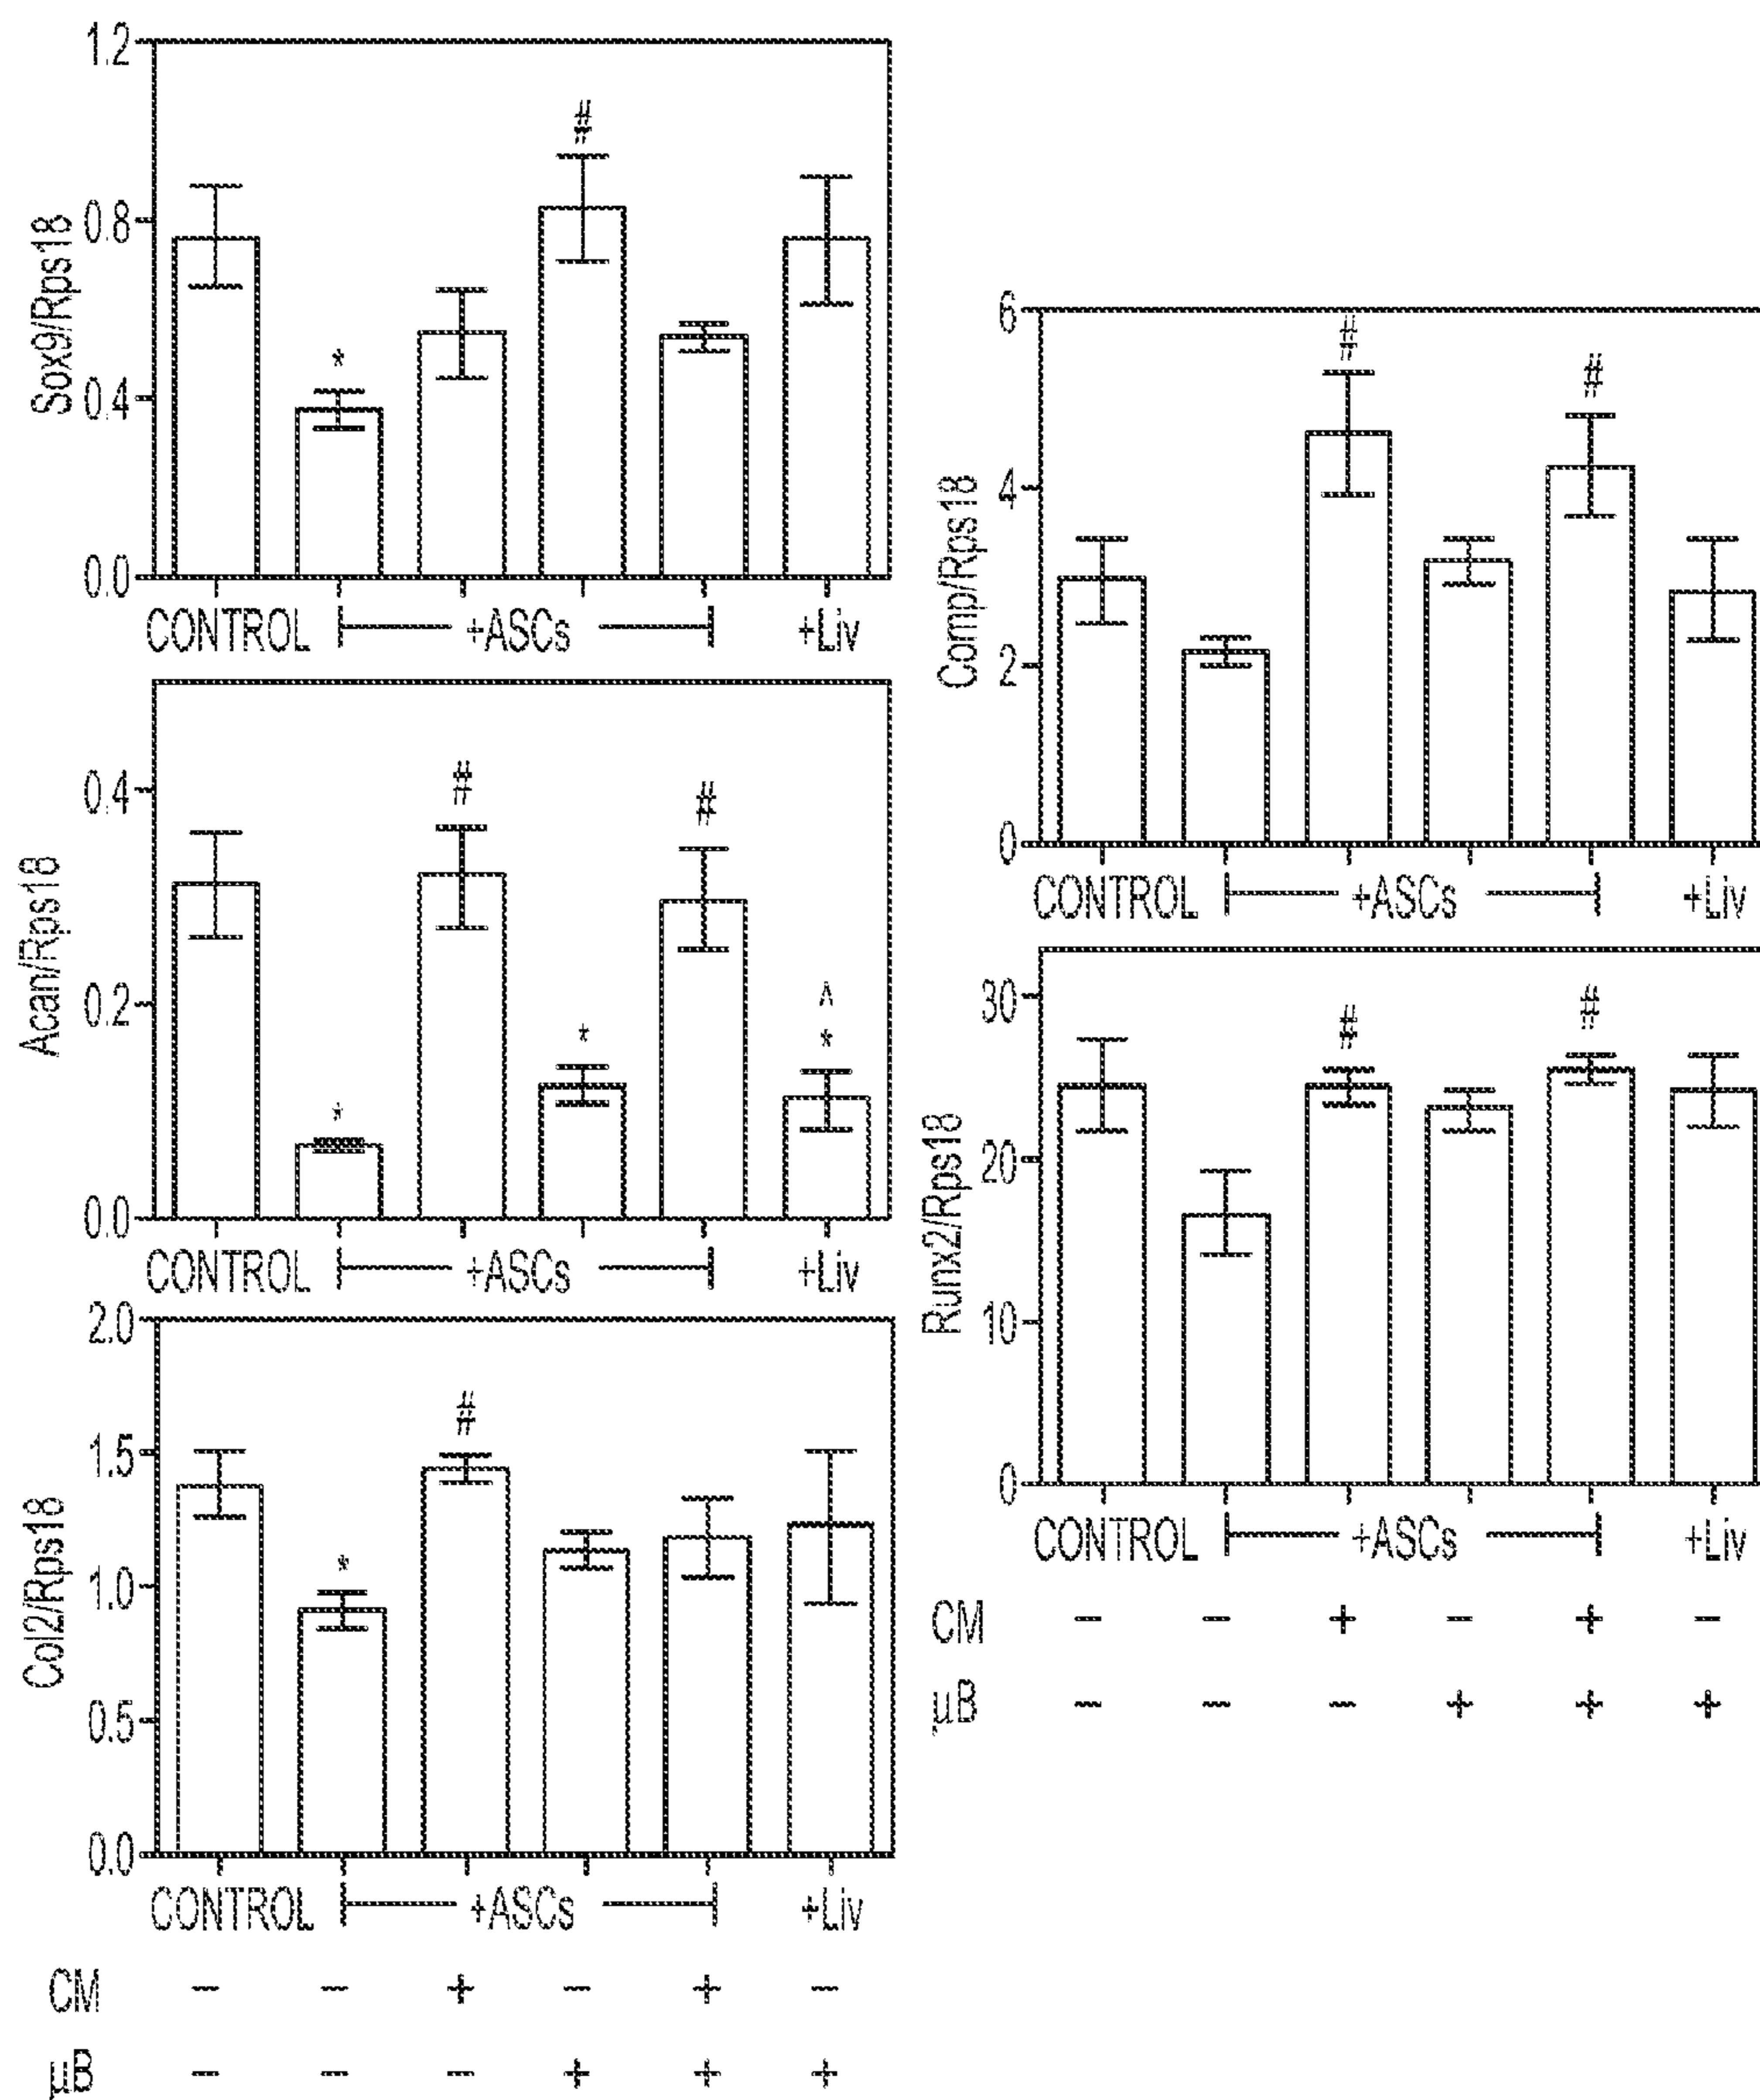 Sox9/Rps18
1.2
0.8
0.4
0.0
*
#
CONTROL +ASCs +Liv
Acan/Rps18
0.4
0.2
0.0
*
#
*
#
^
*
CONTROL +ASCs +Liv
Col2/Rps18
2.0
1.5
1.0
0.5
0.0
*
#
CONTROL +ASCs +Liv
CM – – + – + –
µB – – – + + +
Comp/Rps18
6
4
2
0
#
#
CONTROL +ASCs +Liv
Runx2/Rps18
30
20
10
0
#
#
CONTROL +ASCs +Liv
CM – – + – + –
µB – – – + + +